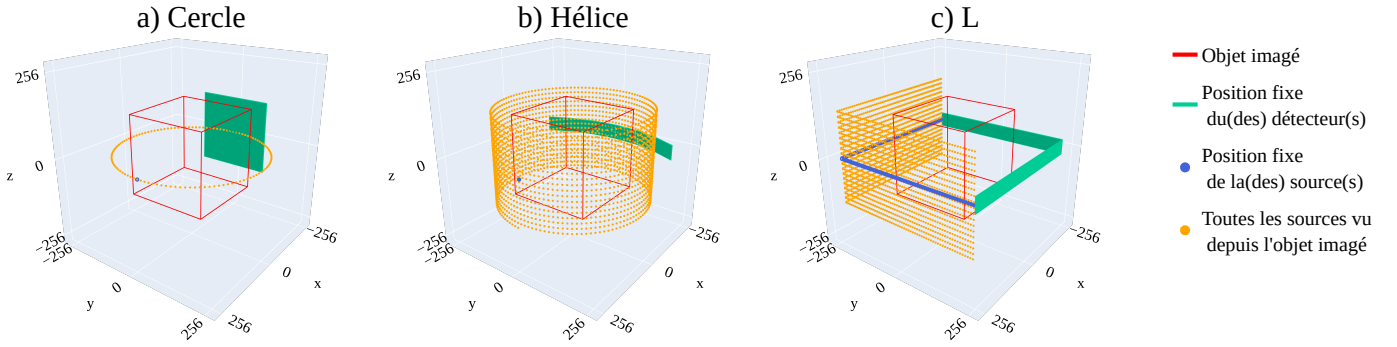 a) Cercle
b) Hélice
c) L
256
0
z
−256
−256
y
0
256
256
0
x
−256
256
0
z
−256
−256
y
0
256
256
0
x
−256
256
0
z
−256
−256
y
0
256
256
0
x
−256
Objet imagé
Position fixe
du(des) détecteur(s)
Position fixe
de la(des) source(s)
Toutes les sources vu
depuis l'objet imagé